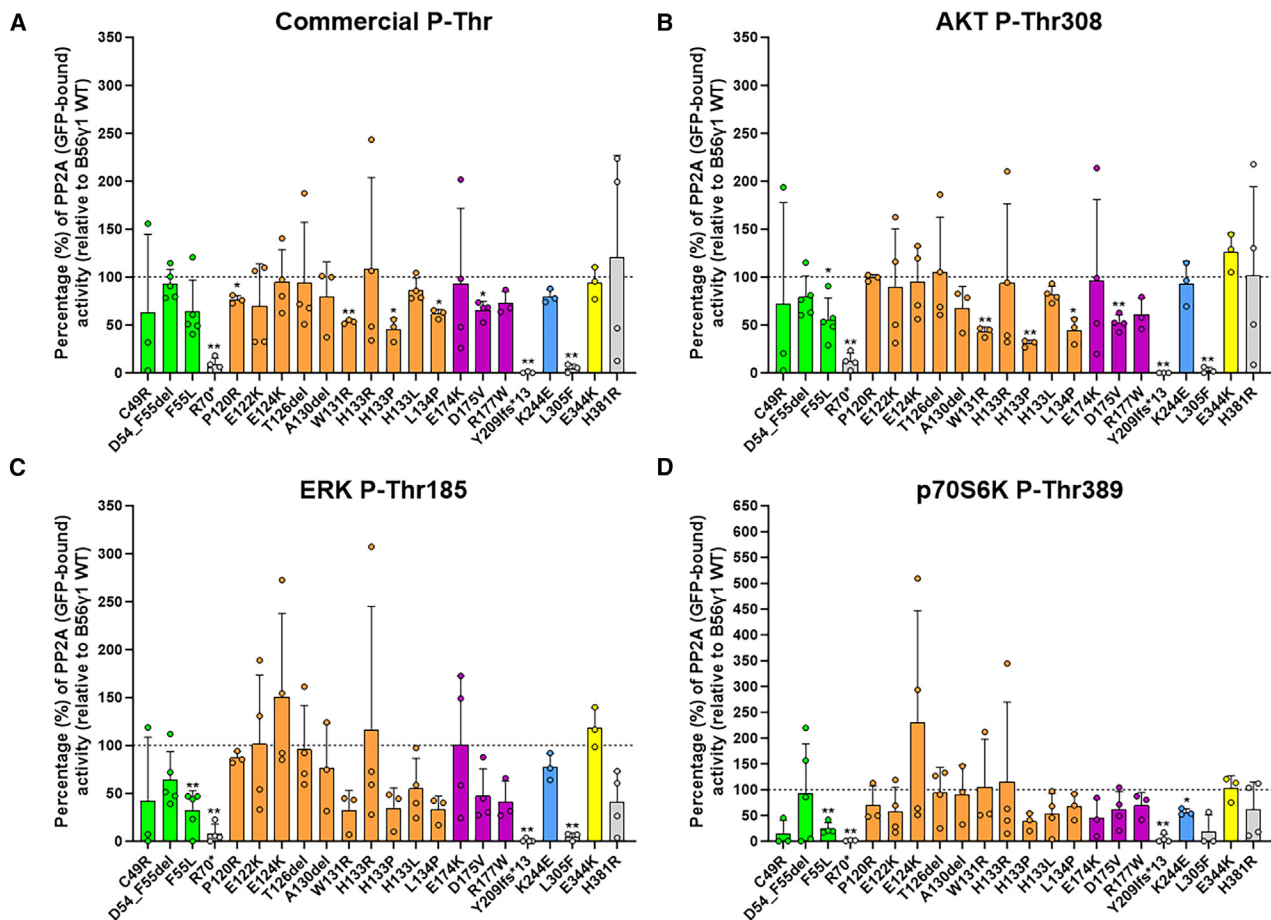 A
Commercial P-Thr
Percentage (%) of PP2A (GFP-bound)
activity (relative to B56γ1 WT)
350
300
250
200
150
100
50
0
** * ** * * * ** **
C49R D54_F55del F55L R70* P120R E122K E124K T126del A130del W131R H133R H133P H133L L134P E174K D175V R177W Y209lfs*13 K244E L305F E344K H381R
B
AKT P-Thr308
Percentage (%) of PP2A (GFP-bound)
activity (relative to B56γ1 WT)
350
300
250
200
150
100
50
0
* ** ** ** * ** ** **
C49R D54_F55del F55L R70* P120R E122K E124K T126del A130del W131R H133R H133P H133L L134P E174K D175V R177W Y209lfs*13 K244E L305F E344K H381R
C
ERK P-Thr185
Percentage (%) of PP2A (GFP-bound)
activity (relative to B56γ1 WT)
350
300
250
200
150
100
50
0
** ** ** **
C49R D54_F55del F55L R70* P120R E122K E124K T126del A130del W131R H133R H133P H133L L134P E174K D175V R177W Y209lfs*13 K244E L305F E344K H381R
D
p70S6K P-Thr389
Percentage (%) of PP2A (GFP-bound)
activity (relative to B56γ1 WT)
650
600
550
500
450
400
350
300
250
200
150
100
50
0
** ** ** *
C49R D54_F55del F55L R70* P120R E122K E124K T126del A130del W131R H133R H133P H133L L134P E174K D175V R177W Y209lfs*13 K244E L305F E344K H381R